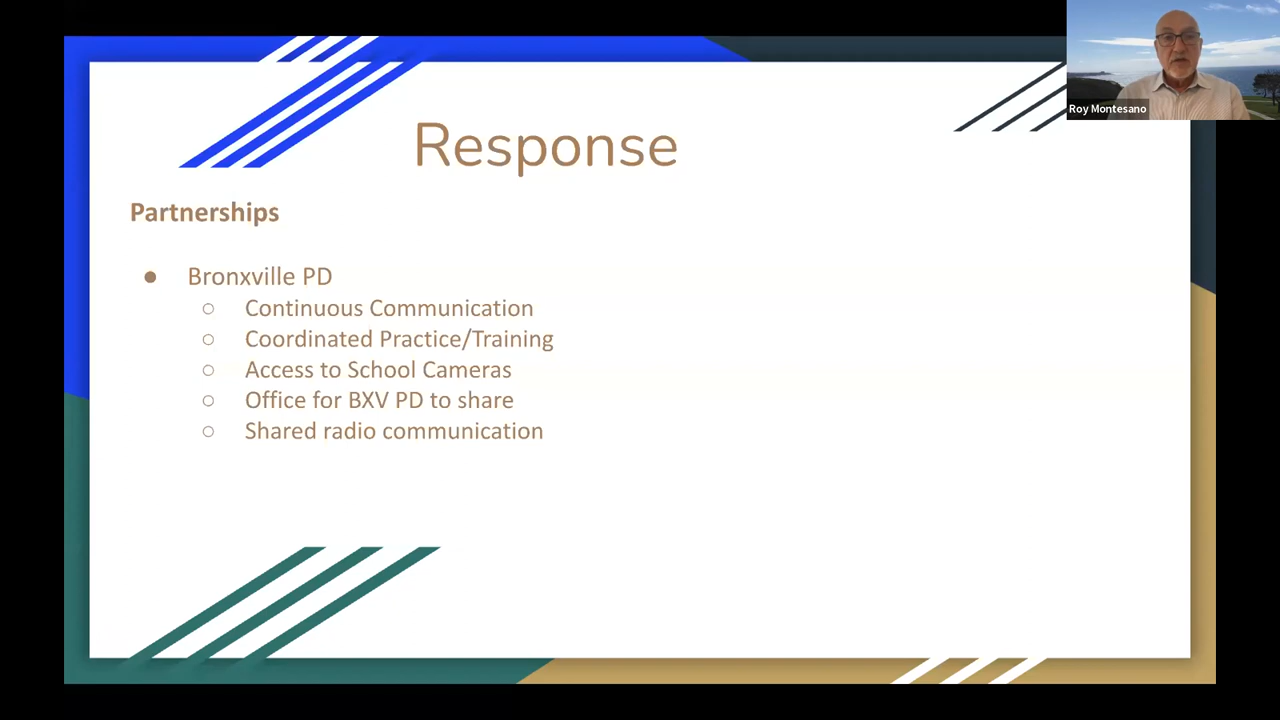 Roy Montesano
Response
Partnerships
● Bronxville PD
○ Continuous Communication
○ Coordinated Practice/Training
○ Access to School Cameras
○ Office for BXV PD to share
○ Shared radio communication